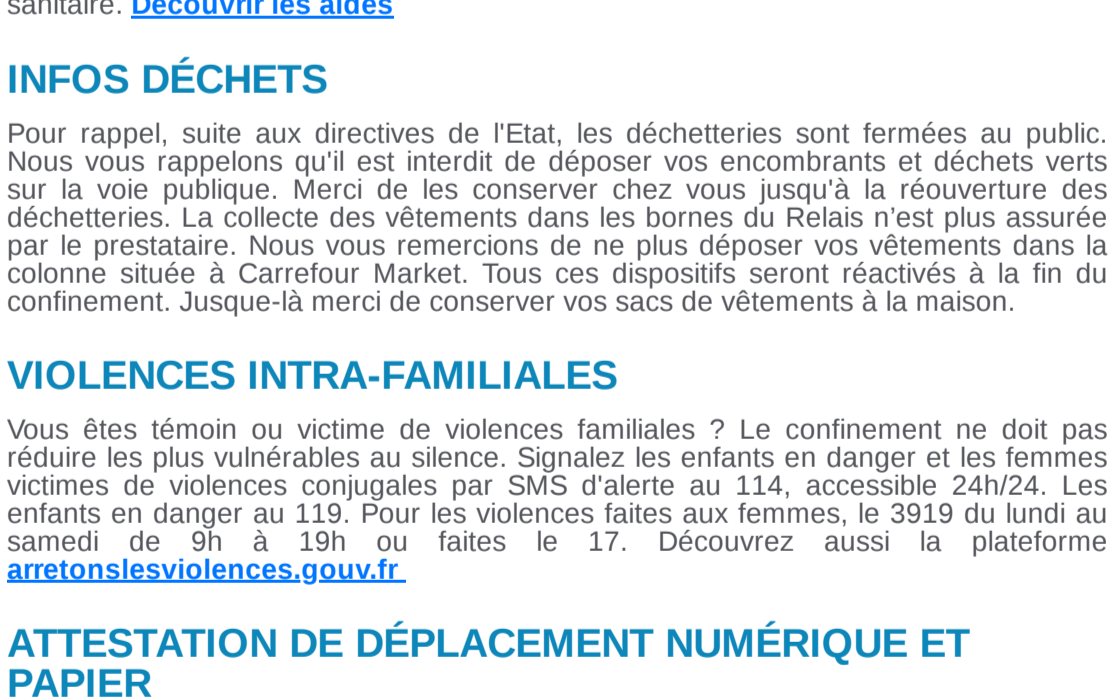 sanitaire. Découvrir les aides
INFOS DÉCHETS
Pour rappel, suite aux directives de l'Etat, les déchetteries sont fermées au public.
Nous vous rappelons qu'il est interdit de déposer vos encombrants et déchets verts
sur la voie publique. Merci de les conserver chez vous jusqu'à la réouverture des
déchetteries. La collecte des vêtements dans les bornes du Relais n’est plus assurée
par le prestataire. Nous vous remercions de ne plus déposer vos vêtements dans la
colonne située à Carrefour Market. Tous ces dispositifs seront réactivés à la fin du
confinement. Jusque-là merci de conserver vos sacs de vêtements à la maison.
VIOLENCES INTRA-FAMILIALES
Vous êtes témoin ou victime de violences familiales ? Le confinement ne doit pas
réduire les plus vulnérables au silence. Signalez les enfants en danger et les femmes
victimes de violences conjugales par SMS d'alerte au 114, accessible 24h/24. Les
enfants en danger au 119. Pour les violences faites aux femmes, le 3919 du lundi au
samedi de 9h à 19h ou faites le 17. Découvrez aussi la plateforme
arretonslesviolences.gouv.fr
ATTESTATION DE DÉPLACEMENT NUMÉRIQUE ET
PAPIER